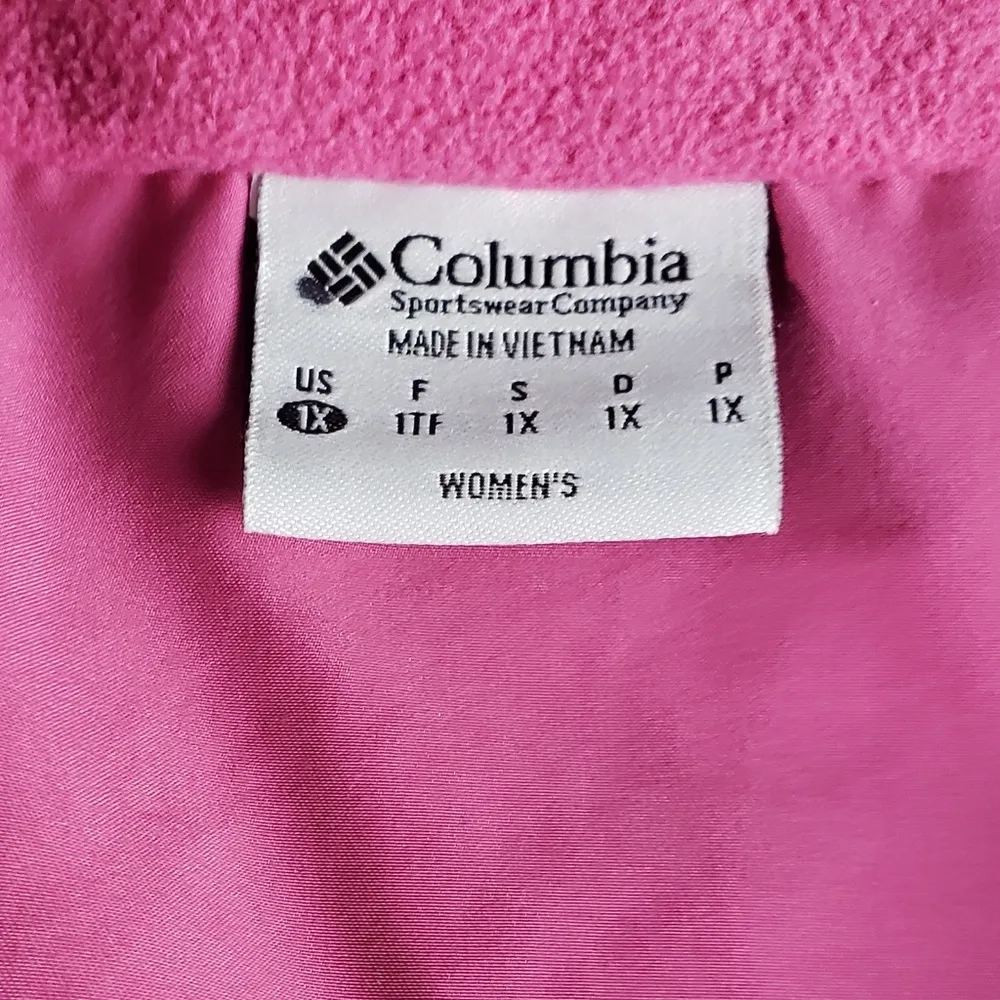 Columbia
Sportswear Company
MADE IN VIETNAM
US F S D P
1X 1TF 1X 1X 1X
WOMEN'S